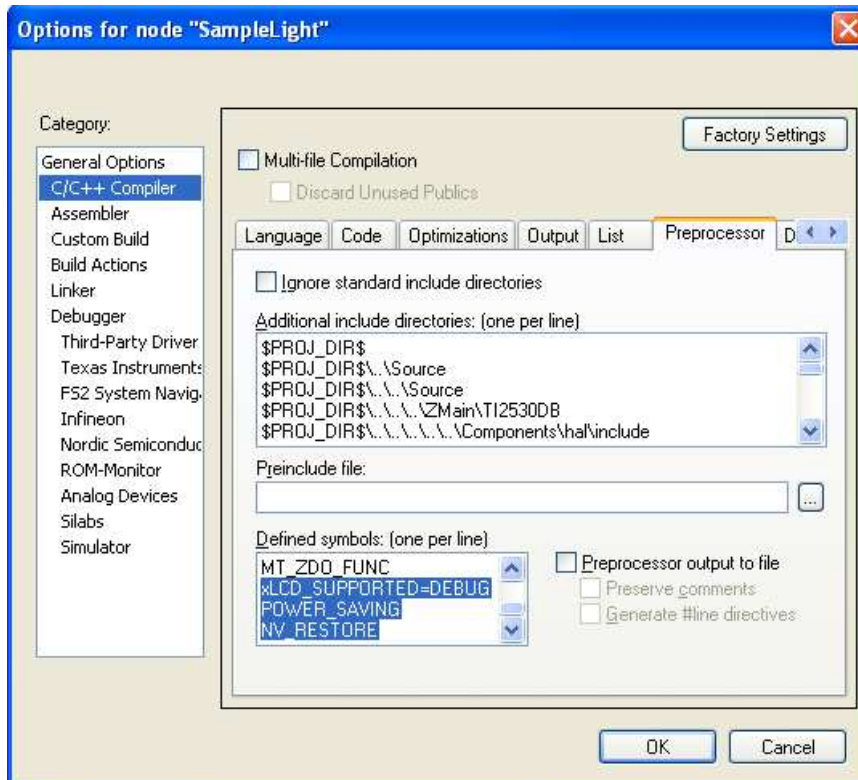 Options for node "SampleLight"
Category:
Factory Settings
General Options
C/C++ Compiler
Assembler
Custom Build
Build Actions
Linker
Debugger
Third-Party Driver
Texas Instruments
FS2 System Navig
Infineon
Nordic Semiconduc
ROM-Monitor
Analog Devices
Silabs
Simulator
Multi-file Compilation
Discard Unused Publics
Language Code Optimizations Output List Preprocessor D
Ignore standard include directories
Additional include directories: (one per line)
$PROJ_DIR$
$PROJ_DIR$\..\Source
$PROJ_DIR$\..\..\Source
$PROJ_DIR$\..\..\..\ZMain\TI2530DB
$PROJ_DIR$\..\..\..\..\..\Components\hal\include
Preinclude file:
...
Defined symbols: (one per line)
MT_ZDO_FUNC
xLCD_SUPPORTED=DEBUG
POWER_SAVING
NV_RESTORE
Preprocessor output to file
Preserve comments
Generate #line directives
OK Cancel